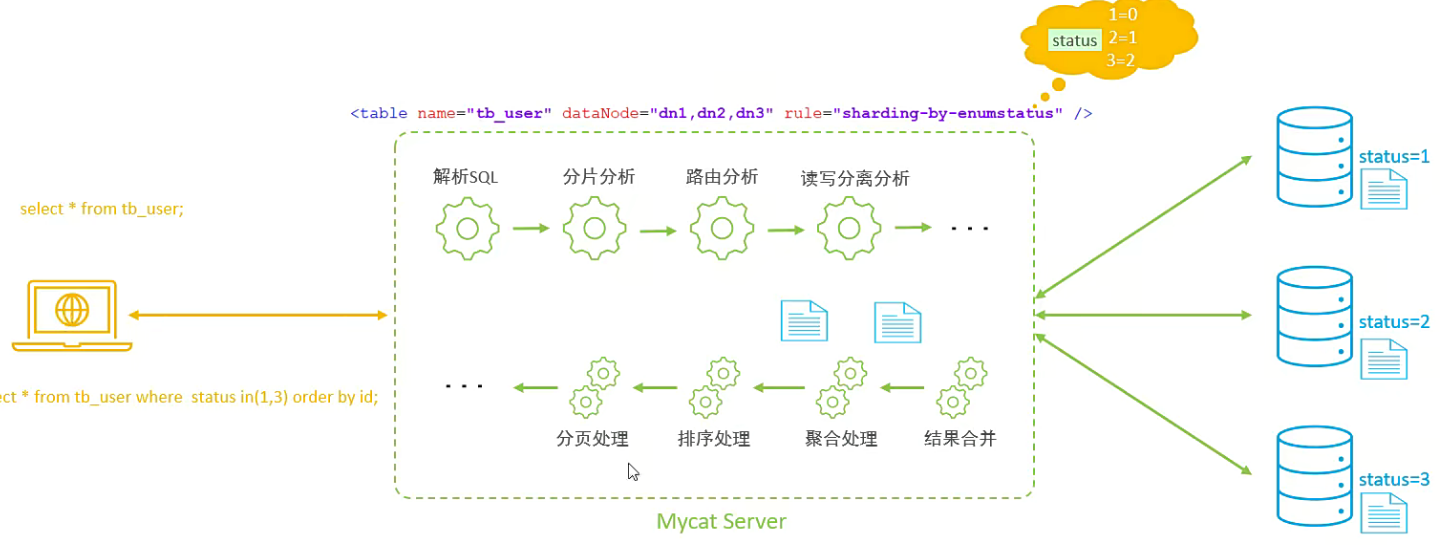 1=0
status 2=1
3=2
<table name="tb_user" dataNode="dn1,dn2,dn3" rule="sharding-by-enumstatus" />
解析SQL 分片分析 路由分析 读写分离分析
select * from tb_user;
. . .
status=1
status=2
ect * from tb_user where status in(1,3) order by id;
. . .
分页处理 排序处理 聚合处理 结果合并
status=3
Mycat Server